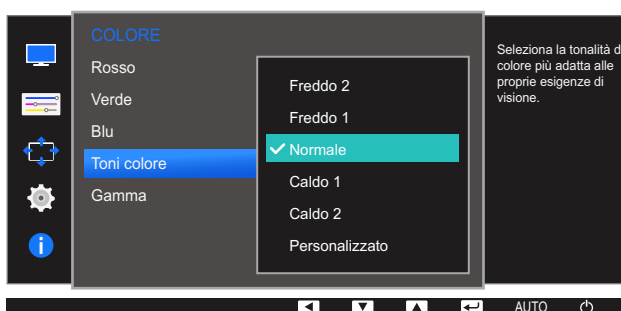 COLORE
Rosso
Verde
Blu
Toni colore
Gamma
Freddo 2
Freddo 1
Normale
Caldo 1
Caldo 2
Personalizzato
Seleziona la tonalità d
colore più adatta alle
proprie esigenze di
visione.
AUTO